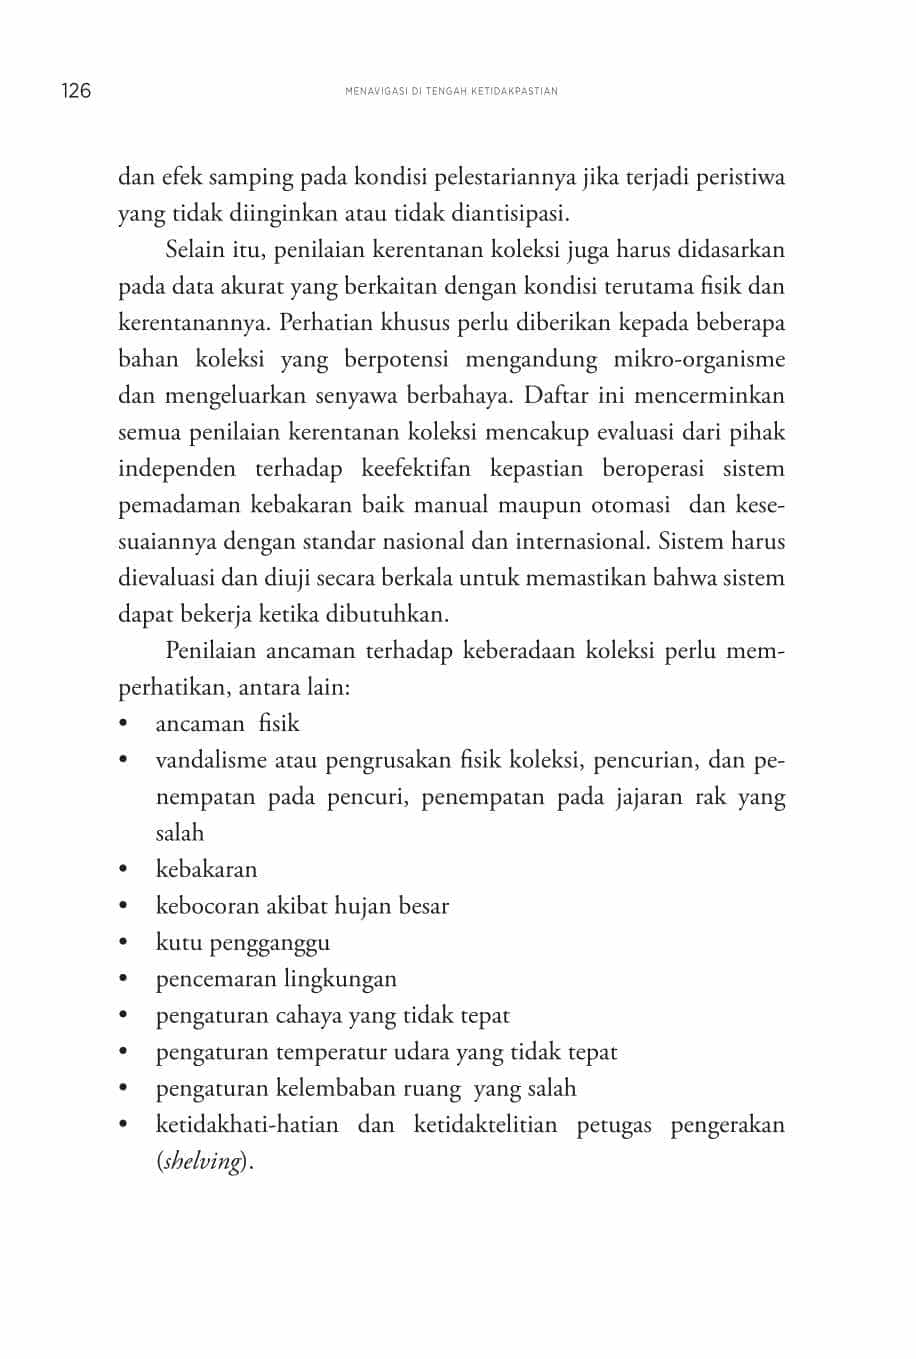 126
MENAVIGASI DI TENGAH KETIDAKPASTIAN
dan efek samping pada kondisi pelestariannya jika terjadi peristiwa
yang tidak diinginkan atau tidak diantisipasi.
Selain itu, penilaian kerentanan koleksi juga harus didasarkan
pada data akurat yang berkaitan dengan kondisi terutama fisik dan
kerentanannya. Perhatian khusus perlu diberikan kepada beberapa
bahan koleksi yang berpotensi mengandung mikro-organisme
dan mengeluarkan senyawa berbahaya. Daftar ini mencerminkan
semua penilaian kerentanan koleksi mencakup evaluasi dari pihak
independen terhadap keefektifan kepastian beroperasi sistem
pemadaman kebakaran baik manual maupun otomasi dan kese-
suaiannya dengan standar nasional dan internasional. Sistem harus
dievaluasi dan diuji secara berkala untuk memastikan bahwa sistem
dapat bekerja ketika dibutuhkan.
Penilaian ancaman terhadap keberadaan koleksi perlu mem-
perhatikan, antara lain:
• ancaman fisik
• vandalisme atau pengrusakan fisik koleksi, pencurian, dan pe-
nempatan pada pencuri, penempatan pada jajaran rak yang
salah
• kebakaran
• kebocoran akibat hujan besar
• kutu pengganggu
• pencemaran lingkungan
• pengaturan cahaya yang tidak tepat
• pengaturan temperatur udara yang tidak tepat
• pengaturan kelembaban ruang yang salah
• ketidakhati-hatian dan ketidaktelitian petugas pengerakan
(shelving).